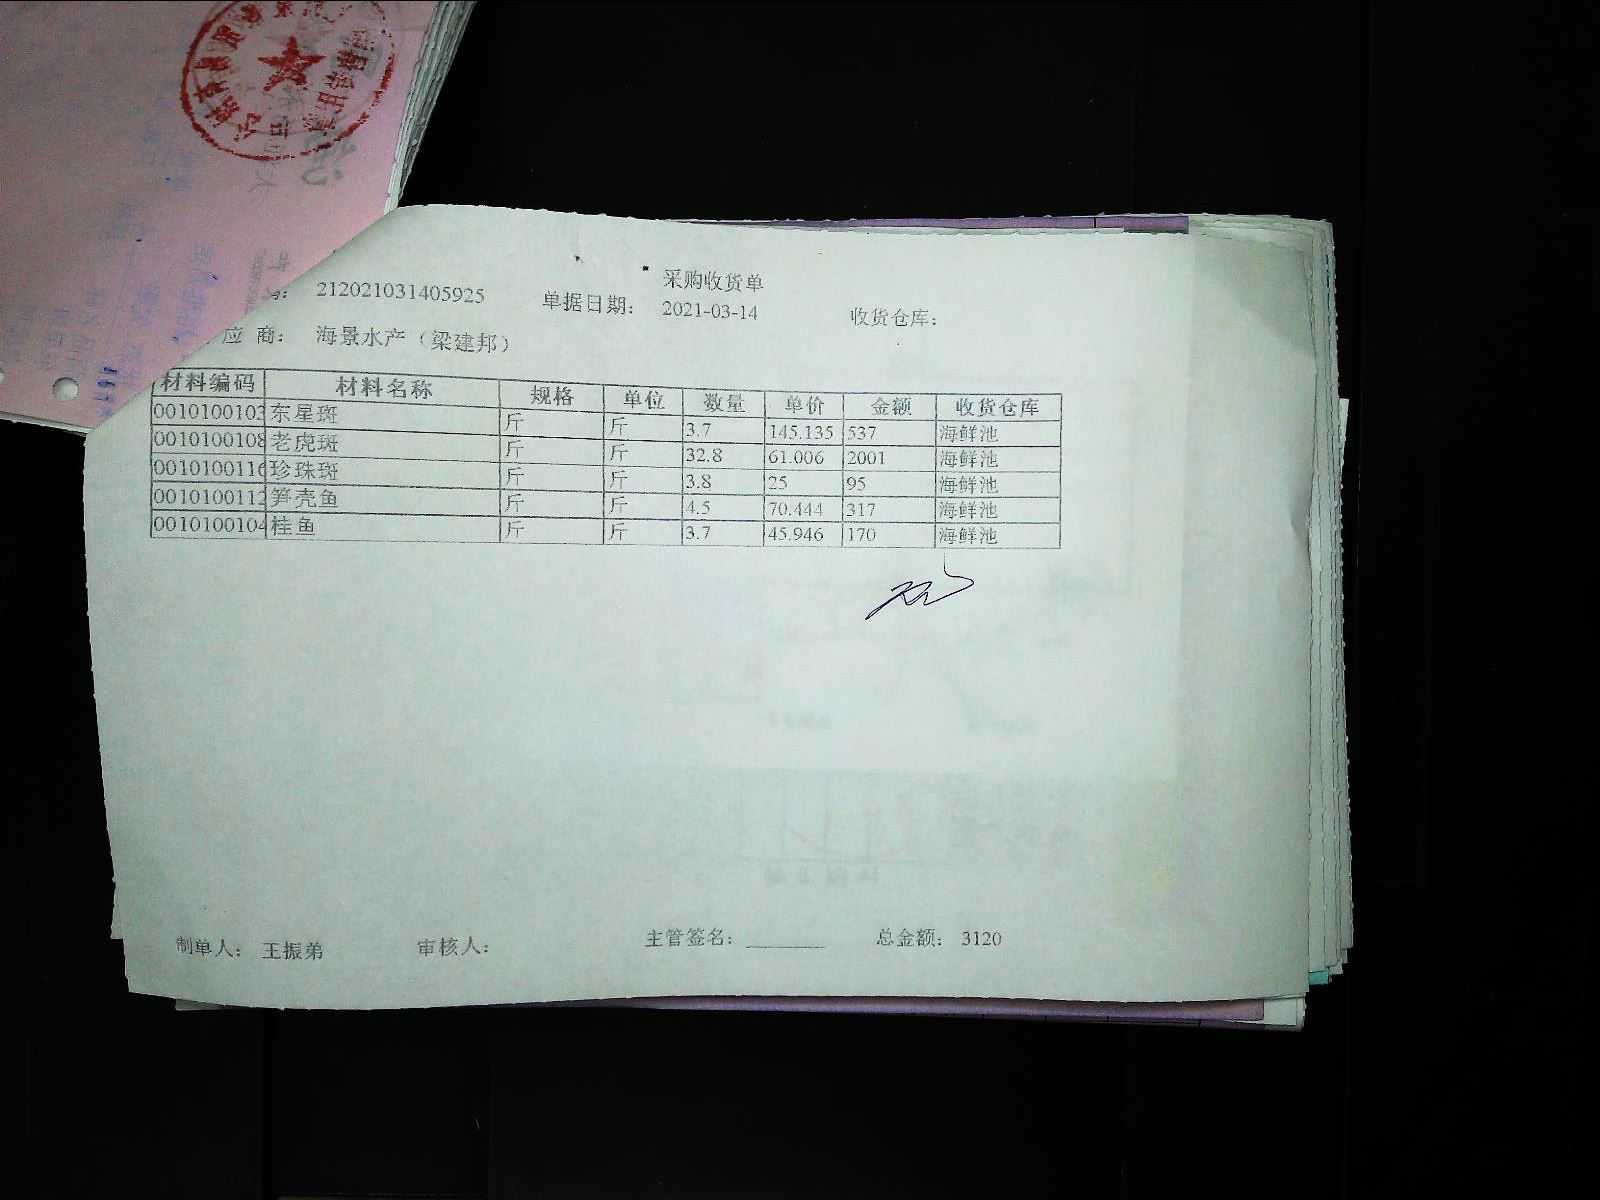 采购收货单
212021031405925 单据日期: 2021-03-14 收货仓库:
应 商: 海景水产（梁建邦）
材料编码 材料名称 规格 单位 数量 单价 金额 收货仓库
0010100103 东星斑 斤 斤 3.7 145.135 537 海鲜池
0010100108 老虎斑 斤 斤 32.8 61.006 2001 海鲜池
001010011 珍珠斑 斤 斤 3.8 25 95 海鲜池
0010100112 笋壳鱼 斤 斤 4.5 70.444 317 海鲜池
0010100104 桂鱼 斤 斤 3.7 45.946 170 海鲜池
制单人: 王振弟 审核人: 主管签名: 总金额: 3120